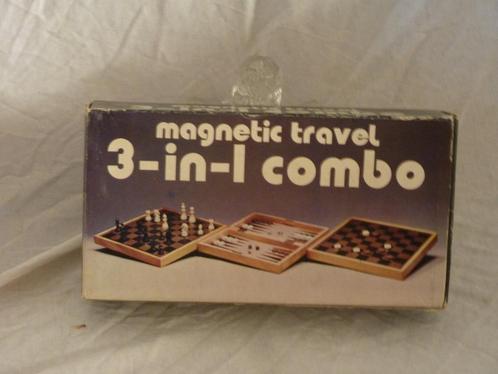 magnetic travel
3-in-1 combo